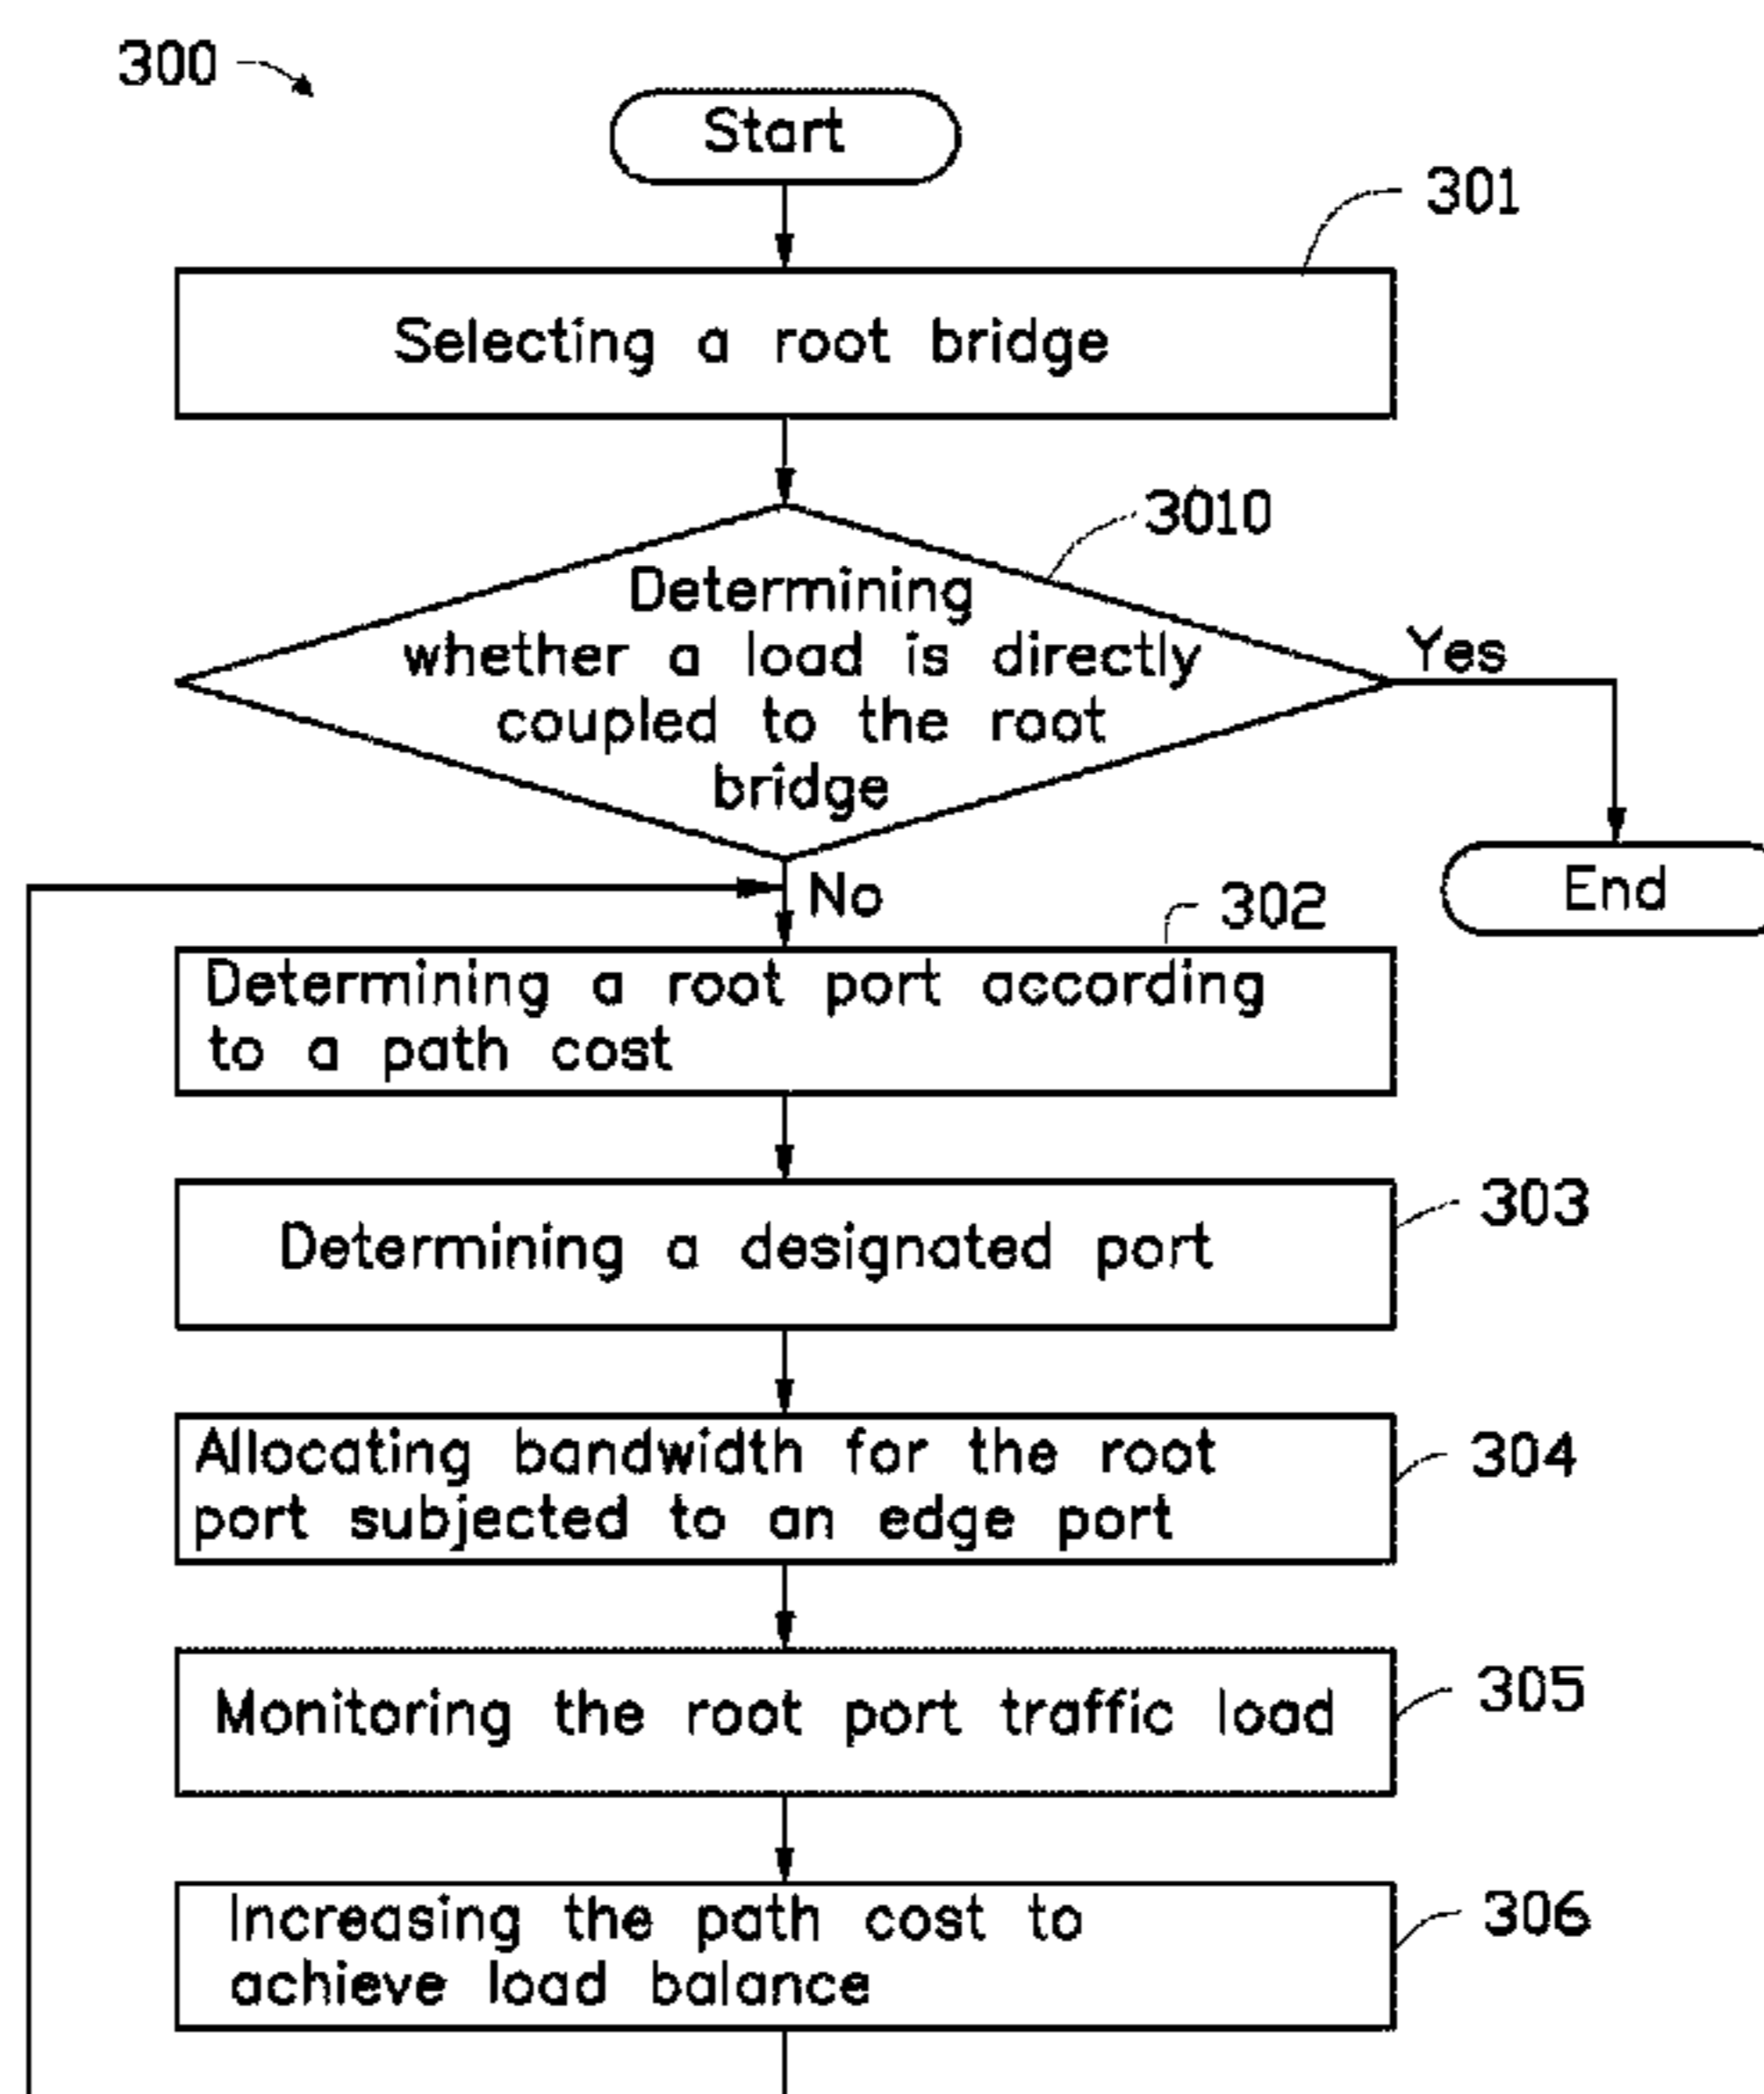 300
Start
301
Selecting a root bridge
3010
Determining
whether a load is directly
coupled to the root
bridge
Yes
End
No
302
Determining a root port according
to a path cost
303
Determining a designated port
304
Allocating bandwidth for the root
port subjected to an edge port
305
Monitoring the root port traffic load
306
Increasing the path cost to
achieve load balance